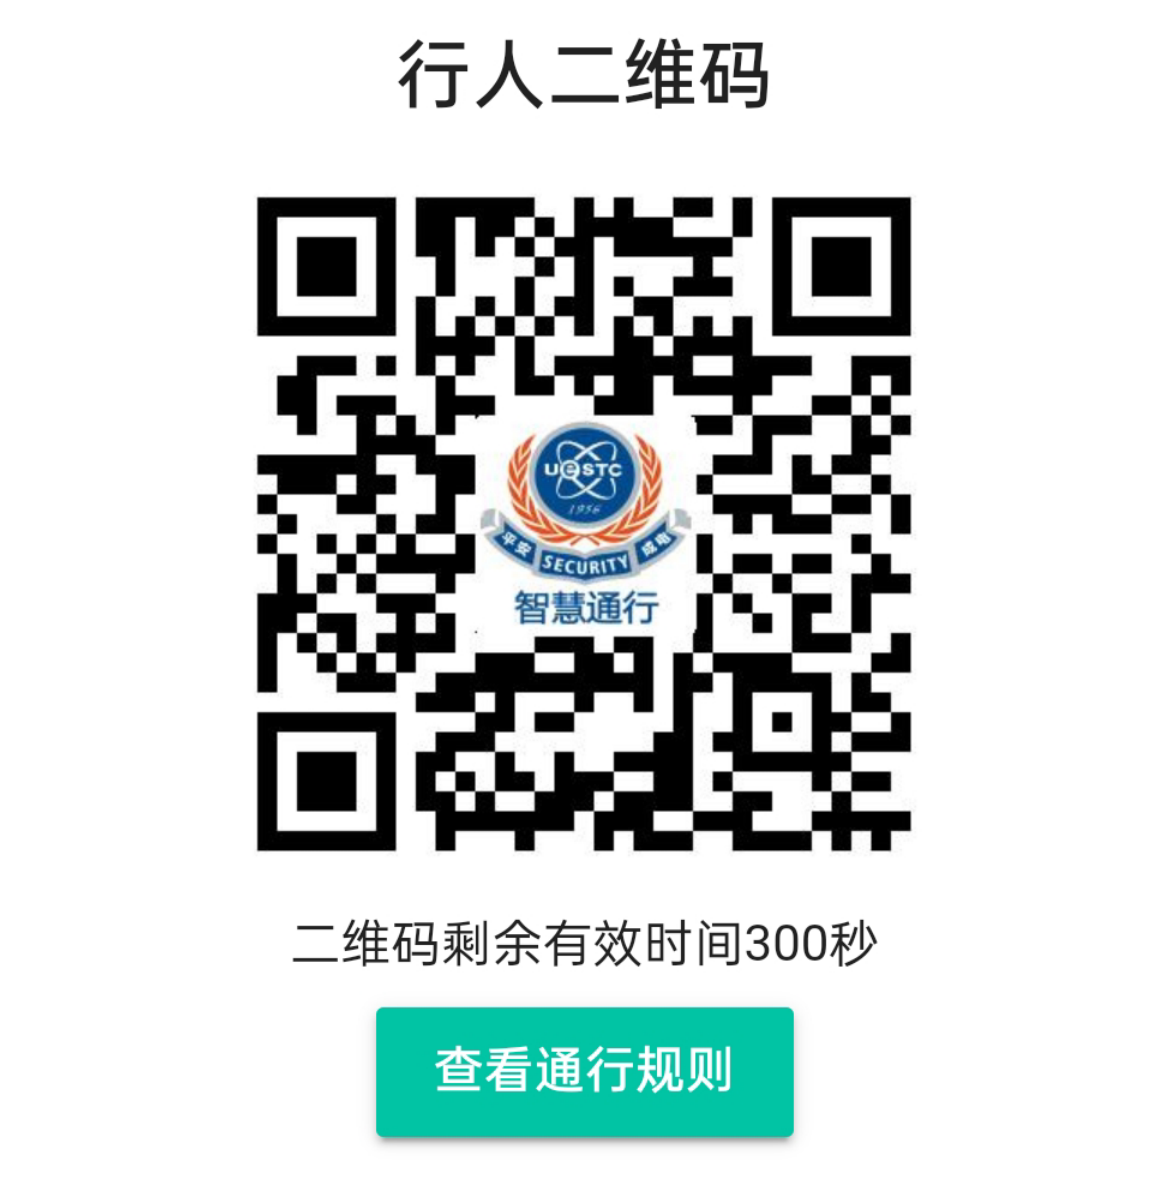 行人二维码
UESTC
1956
平安 SECURITY 成电
智慧通行
二维码剩余有效时间300秒
查看通行规则